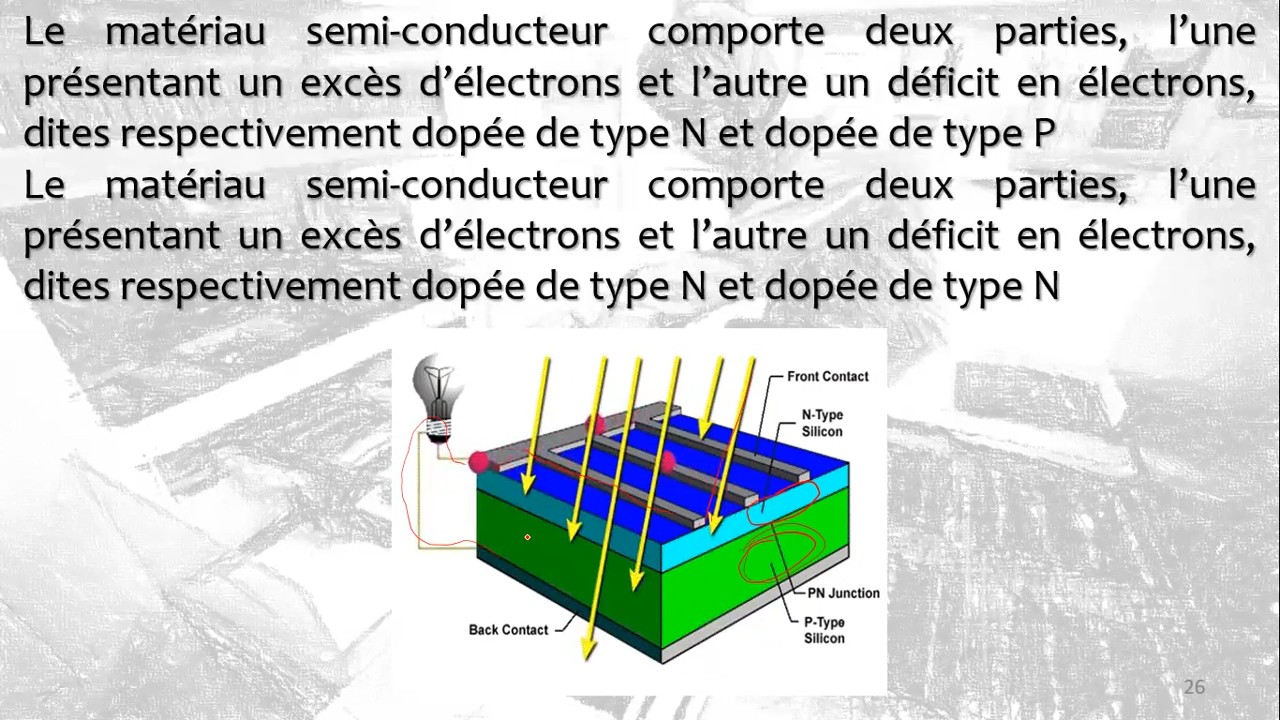 Le matériau semi-conducteur comporte deux parties, l’une
présentant un excès d’électrons et l’autre un déficit en électrons,
dites respectivement dopée de type N et dopée de type P
Le matériau semi-conducteur comporte deux parties, l’une
présentant un excès d’électrons et l’autre un déficit en électrons,
dites respectivement dopée de type N et dopée de type N
Front Contact
N-Type
Silicon
PN Junction
P-Type
Silicon
Back Contact
26